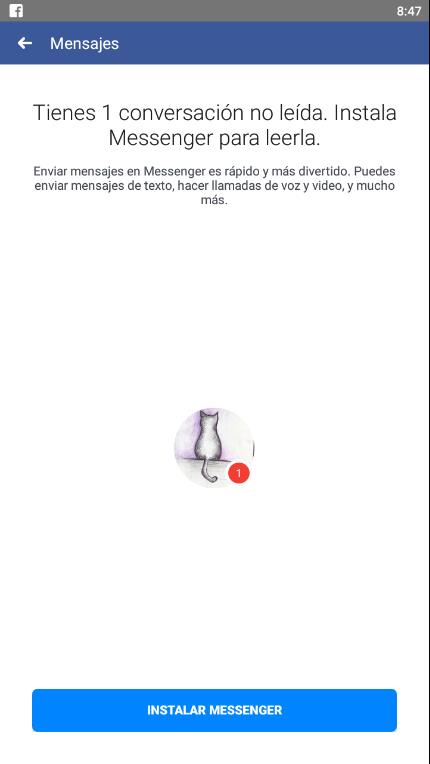 8:47
Mensajes
Tienes 1 conversación no leída. Instala
Messenger para leerla.
Enviar mensajes en Messenger es rápido y más divertido. Puedes
enviar mensajes de texto, hacer llamadas de voz y video, y mucho
más.
1
INSTALAR MESSENGER